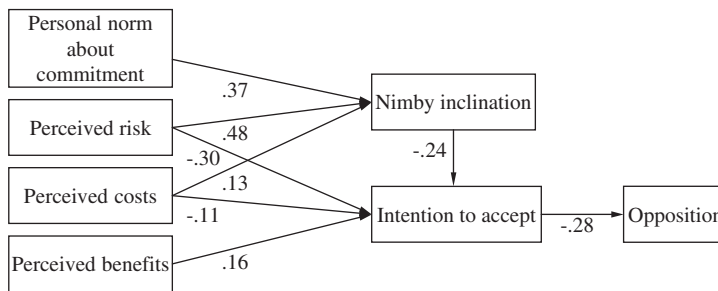 Personal norm
about
commitment
.37
Nimby inclination
Perceived risk
.48
-.30
-.24
.13
Perceived costs
-.11
Intention to accept
-.28
Opposition
Perceived benefits
.16